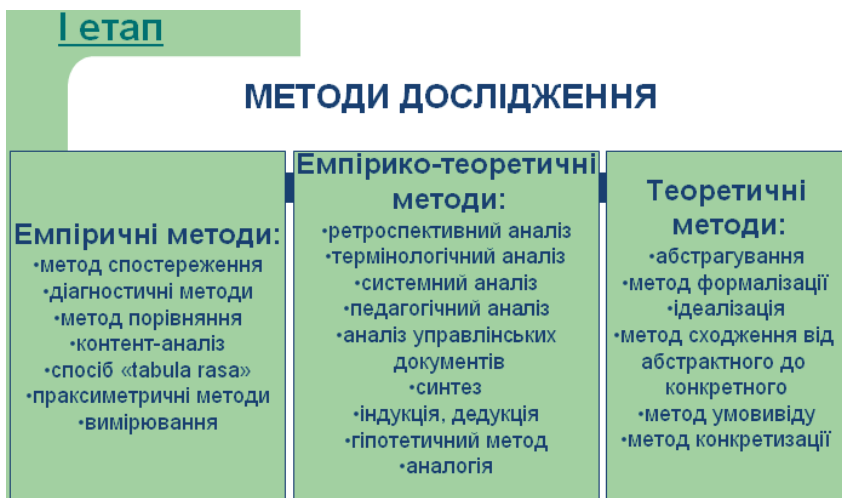 І етап
МЕТОДИ ДОСЛІДЖЕННЯ
Емпіричні методи:
•метод спостереження
•діагностичні методи
•метод порівняння
•контент-аналіз
•спосіб «tabula rasa»
•праксиметричні методи
•вимірювання
Емпірико-теоретичні
методи:
•ретроспективний аналіз
•термінологічний аналіз
•системний аналіз
•педагогічний аналіз
•аналіз управлінських
документів
•синтез
•індукція, дедукція
•гіпотетичний метод
•аналогія
Теоретичні
методи:
•абстрагування
•метод формалізації
•ідеалізація
•метод сходження від
абстрактного до
конкретного
•метод умовивіду
•метод конкретизації